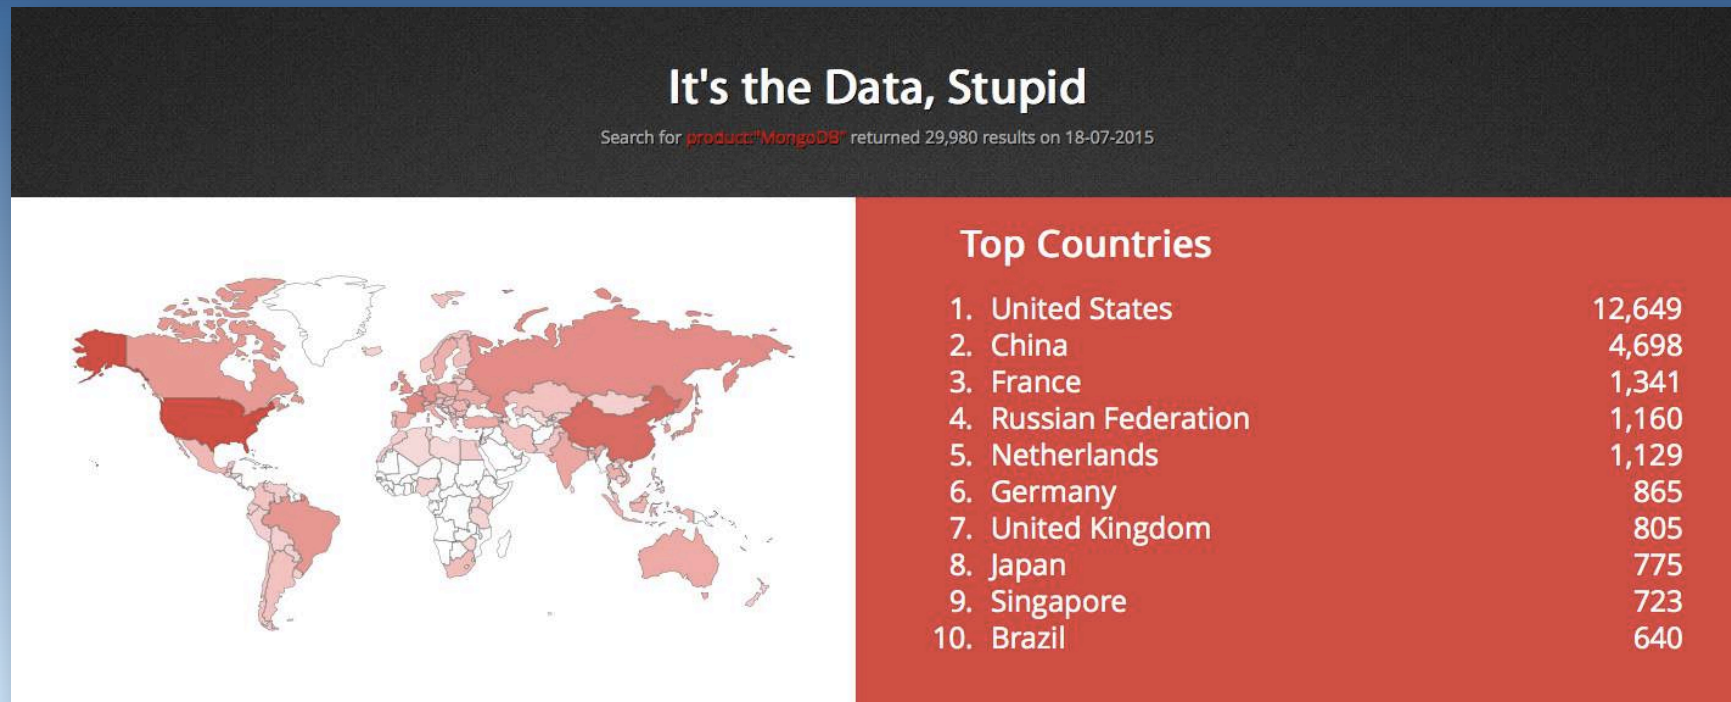 It's the Data, Stupid
Search for product:"MongoDB" returned 29,980 results on 18-07-2015
Top Countries
1. United States 12,649
2. China 4,698
3. France 1,341
4. Russian Federation 1,160
5. Netherlands 1,129
6. Germany 865
7. United Kingdom 805
8. Japan 775
9. Singapore 723
10. Brazil 640